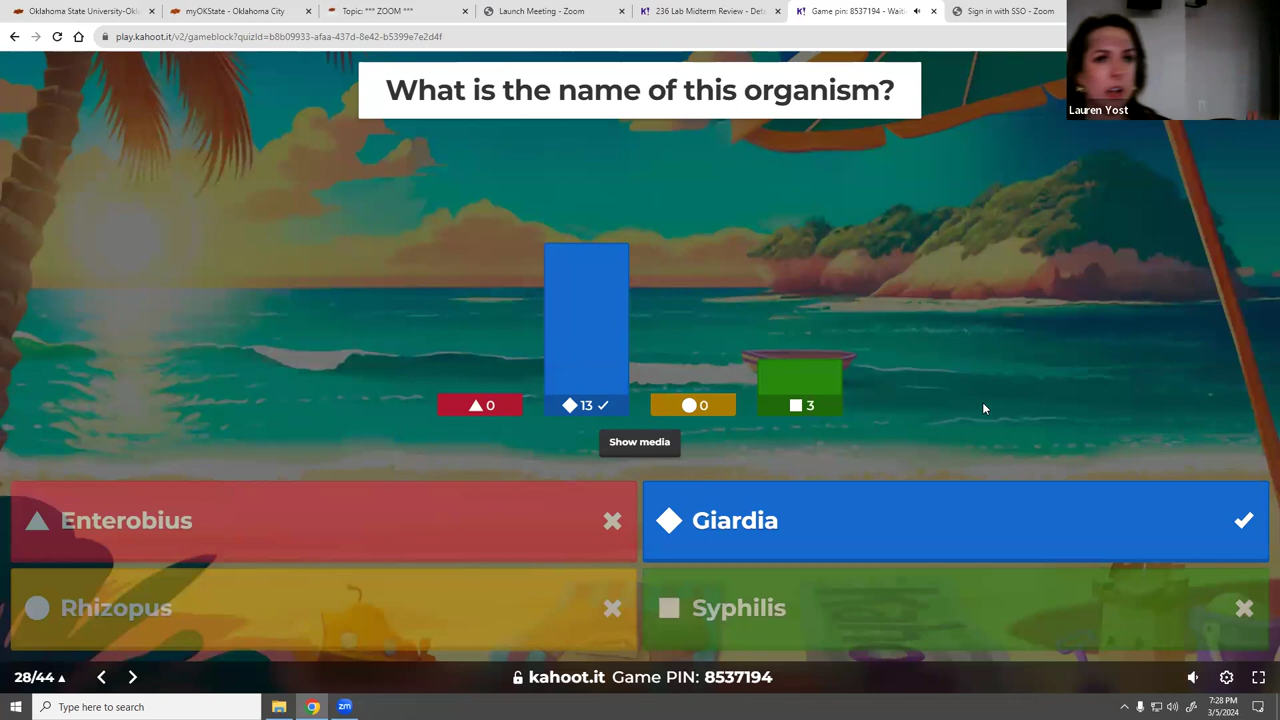 Oklahoma State University-Okl
myOKState - Oklahoma City
Topic: *** ZOOM ***
Launch Meeting - Zoom
236 Lab Midterm Review - Deta
Game pin: 8537194 - Waiti
Sign in with SSO - Zoom
play.kahoot.it/v2/gameblock?quizId=b8b09933-afaa-437d-8e42-b5399e7e2d4f
What is the name of this organism?
Lauren Yost
0
13
0
3
Show media
Enterobius
Giardia
Rhizopus
Syphilis
28/44
kahoot.it Game PIN: 8537194
Type here to search
zm
7:28 PM
3/5/2024